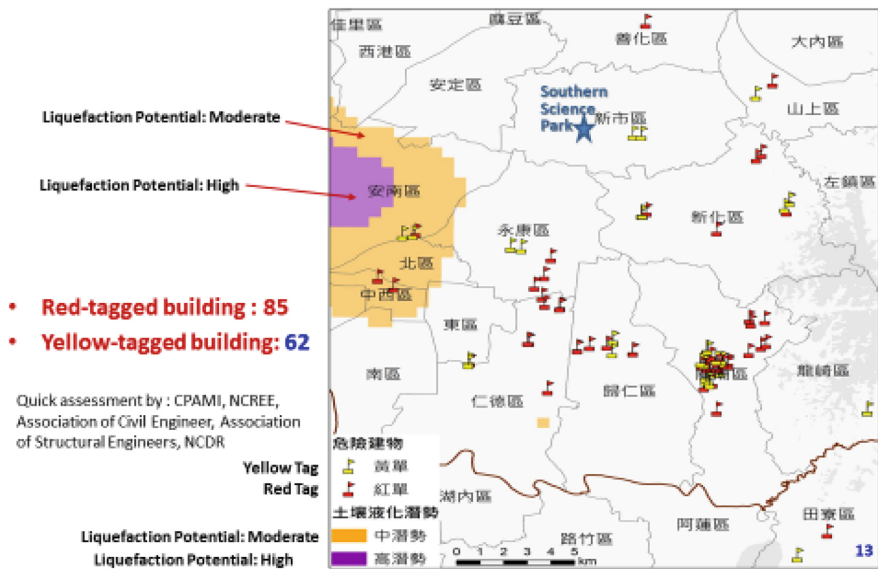 Liquefaction Potential: Moderate
Liquefaction Potential: High
• Red-tagged building : 85
• Yellow-tagged building: 62
Quick assessment by : CPAMI, NCREE,
Association of Civil Engineer, Association
of Structural Engineers, NCDR
Yellow Tag
Red Tag
Liquefaction Potential: Moderate
Liquefaction Potential: High
佳里區
麻豆區
善化區
大內區
西港區
安定區
Southern
Science
Park
新市區
山上區
左鎮區
安南區
永康區
新化區
北區
中西區
東區
南區
仁德區
歸仁區
龍崎區
危險建物
黃單
紅單
土壤液化潛勢
中潛勢
高潛勢
湖內區
路竹區
阿蓮區
田寮區
0 1 2 3 4 5
km
13